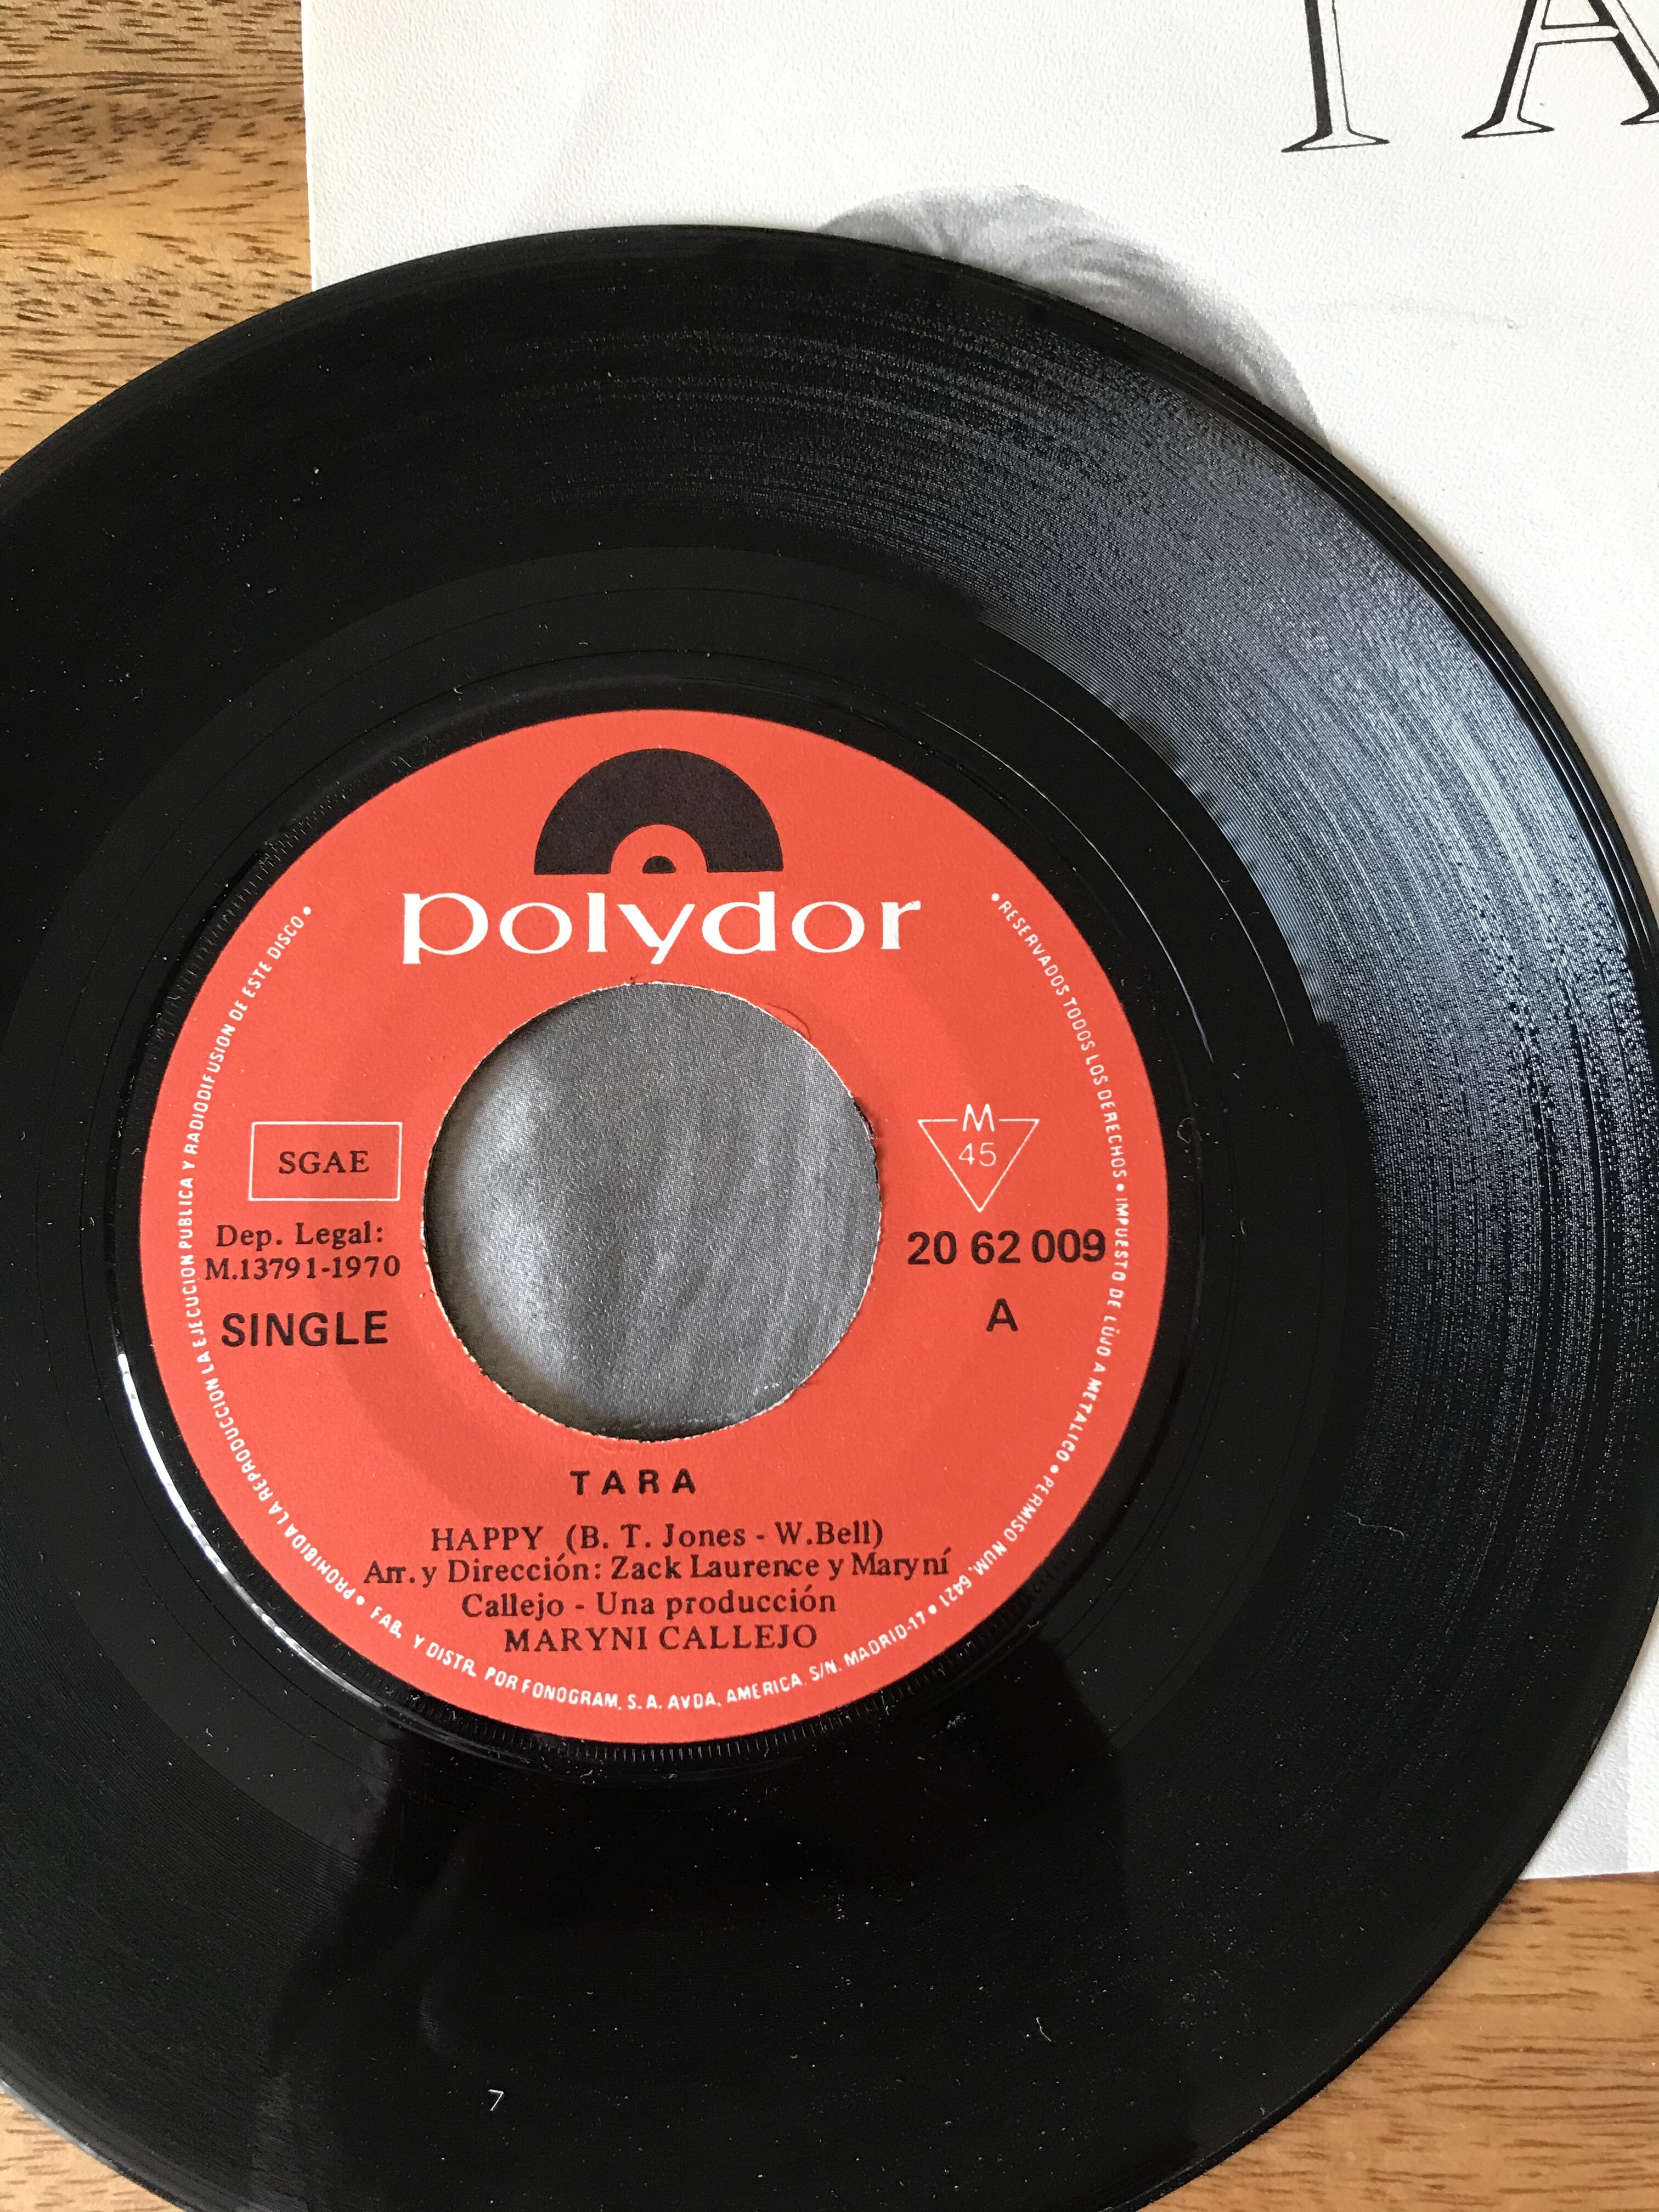 TA
polydor
SGAE
Dep. Legal:
M.13791-1970
SINGLE
M
45
20 62 009
A
TARA
HAPPY (B. T. Jones - W.Bell)
Arr. y Dirección: Zack Laurence y Maryní
Callejo - Una producción
MARYNI CALLEJO
• RESERVADOS TODOS LOS DERECHOS • IMPUESTO DE LUJO A METALICO • PERMISO NUM. 6421 • FAB. Y DISTR. POR FONOGRAM, S. A. AVDA. AMERICA. S/N. MADRID-17 • PROHIBIDA LA REPRODUCCION LA EJECUCION PUBLICA Y RADIODIFUSION DE ESTE DISCO •